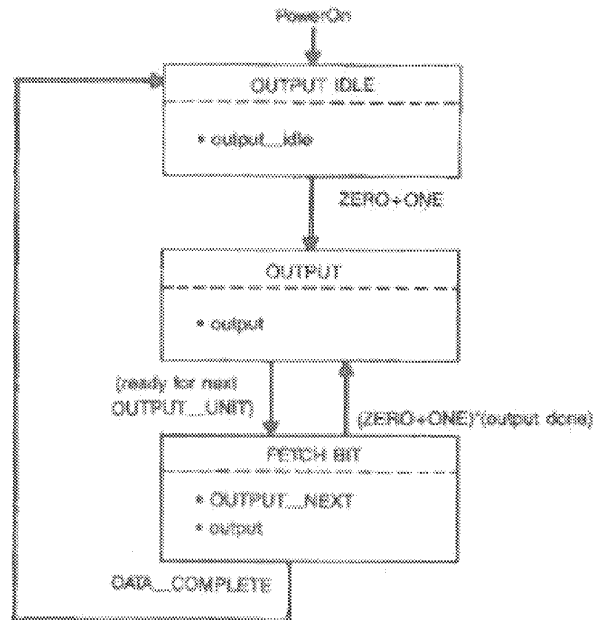 PowerOn
OUTPUT IDLE
• output_idle
ZERO+ONE
OUTPUT
• output
(ready for next
OUTPUT_UNIT)
(ZERO+ONE)*(output done)
FETCH BIT
• OUTPUT_NEXT
• output
DATA_COMPLETE